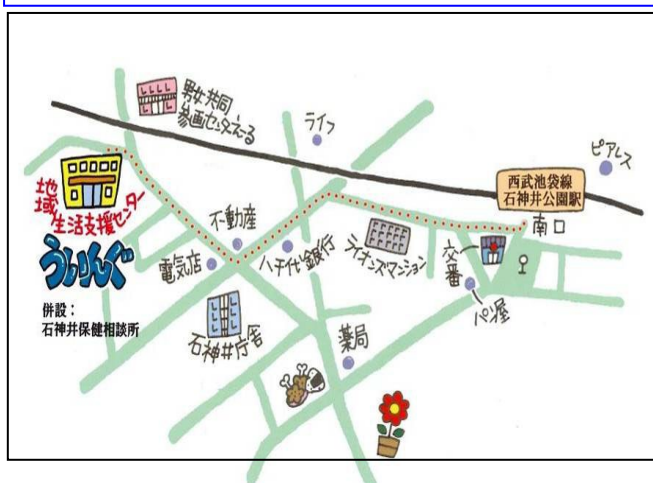 男女共同
参画センターえーる
ライフ
ピアレス
西武池袋線
石神井公園駅
南口
地域
生活支援センター
ういんぐ
不動産
電気店
八千代銀行
ライオンズマンション
交番
パン屋
併設：
石神井保健相談所
石神井庁舎
薬局